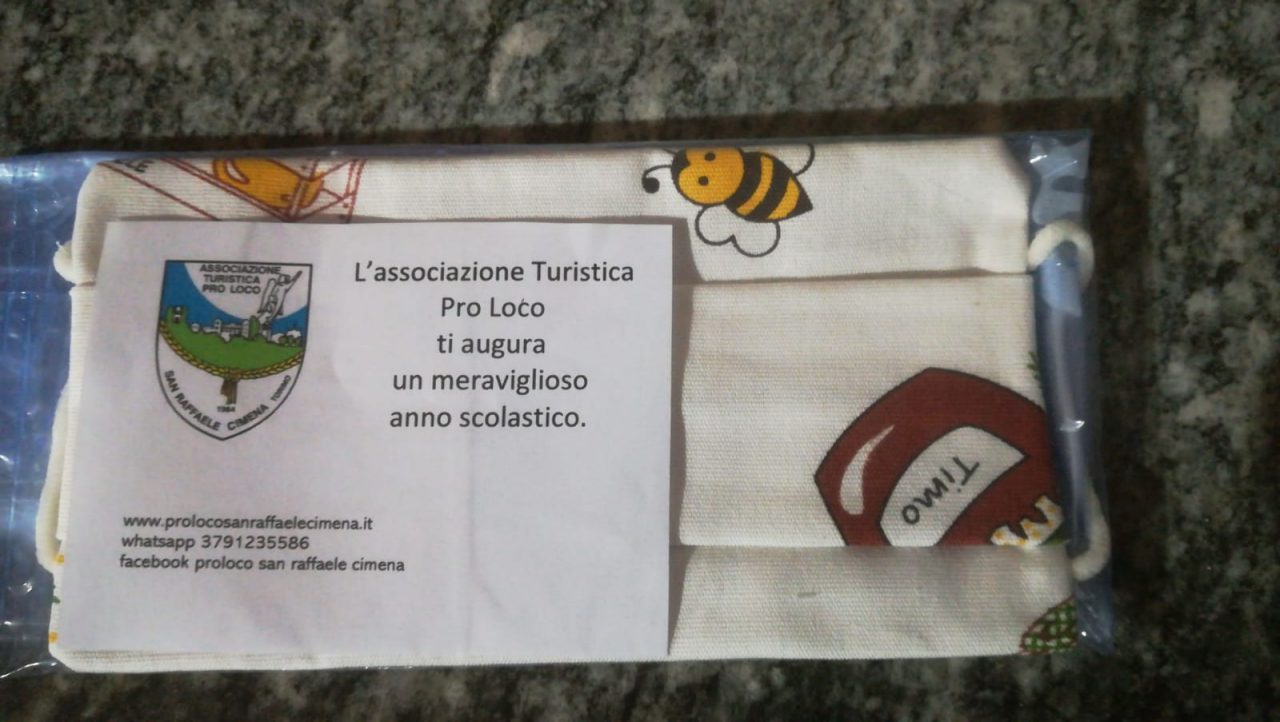 ASSOCIAZIONE
TURISTICA
PRO LOCO
SAN RAFFAELE CIMENA TORINO
1984
L'associazione Turistica
Pro Loco
ti augura
un meraviglioso
anno scolastico.
www.prolocosanraffaelecimena.it
whatsapp 3791235586
facebook proloco san raffaele cimena
Timo